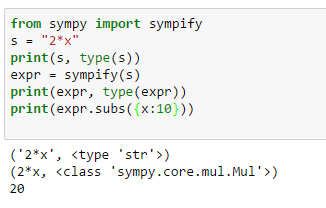 from sympy import sympify
s = "2*x"
print(s, type(s))
expr = sympify(s)
print(expr, type(expr))
print(expr.subs({x:10}))
('2*x', <type 'str'>)
(2*x, <class 'sympy.core.mul.Mul'>)
20